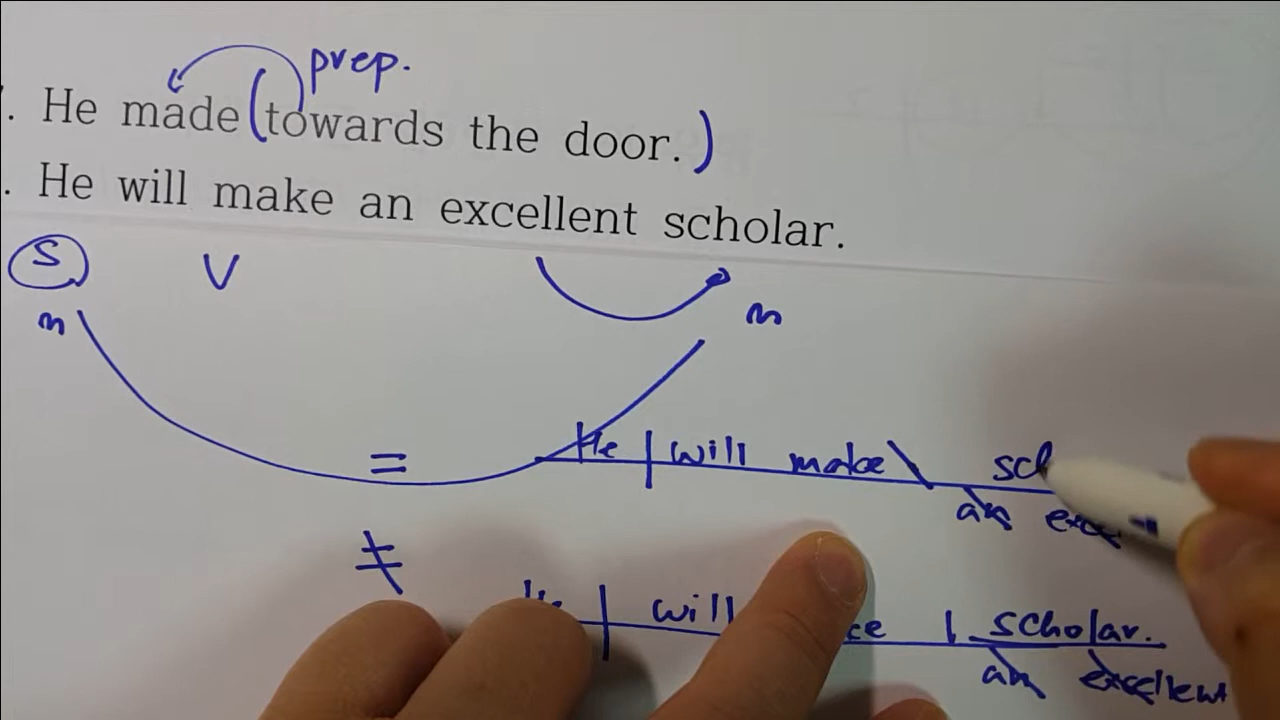 prep.
. He made (towards the door.)
. He will make an excellent scholar.
S V
n n
=
He | will make \ sch
an exc
≠
will | scholar.
an excellent